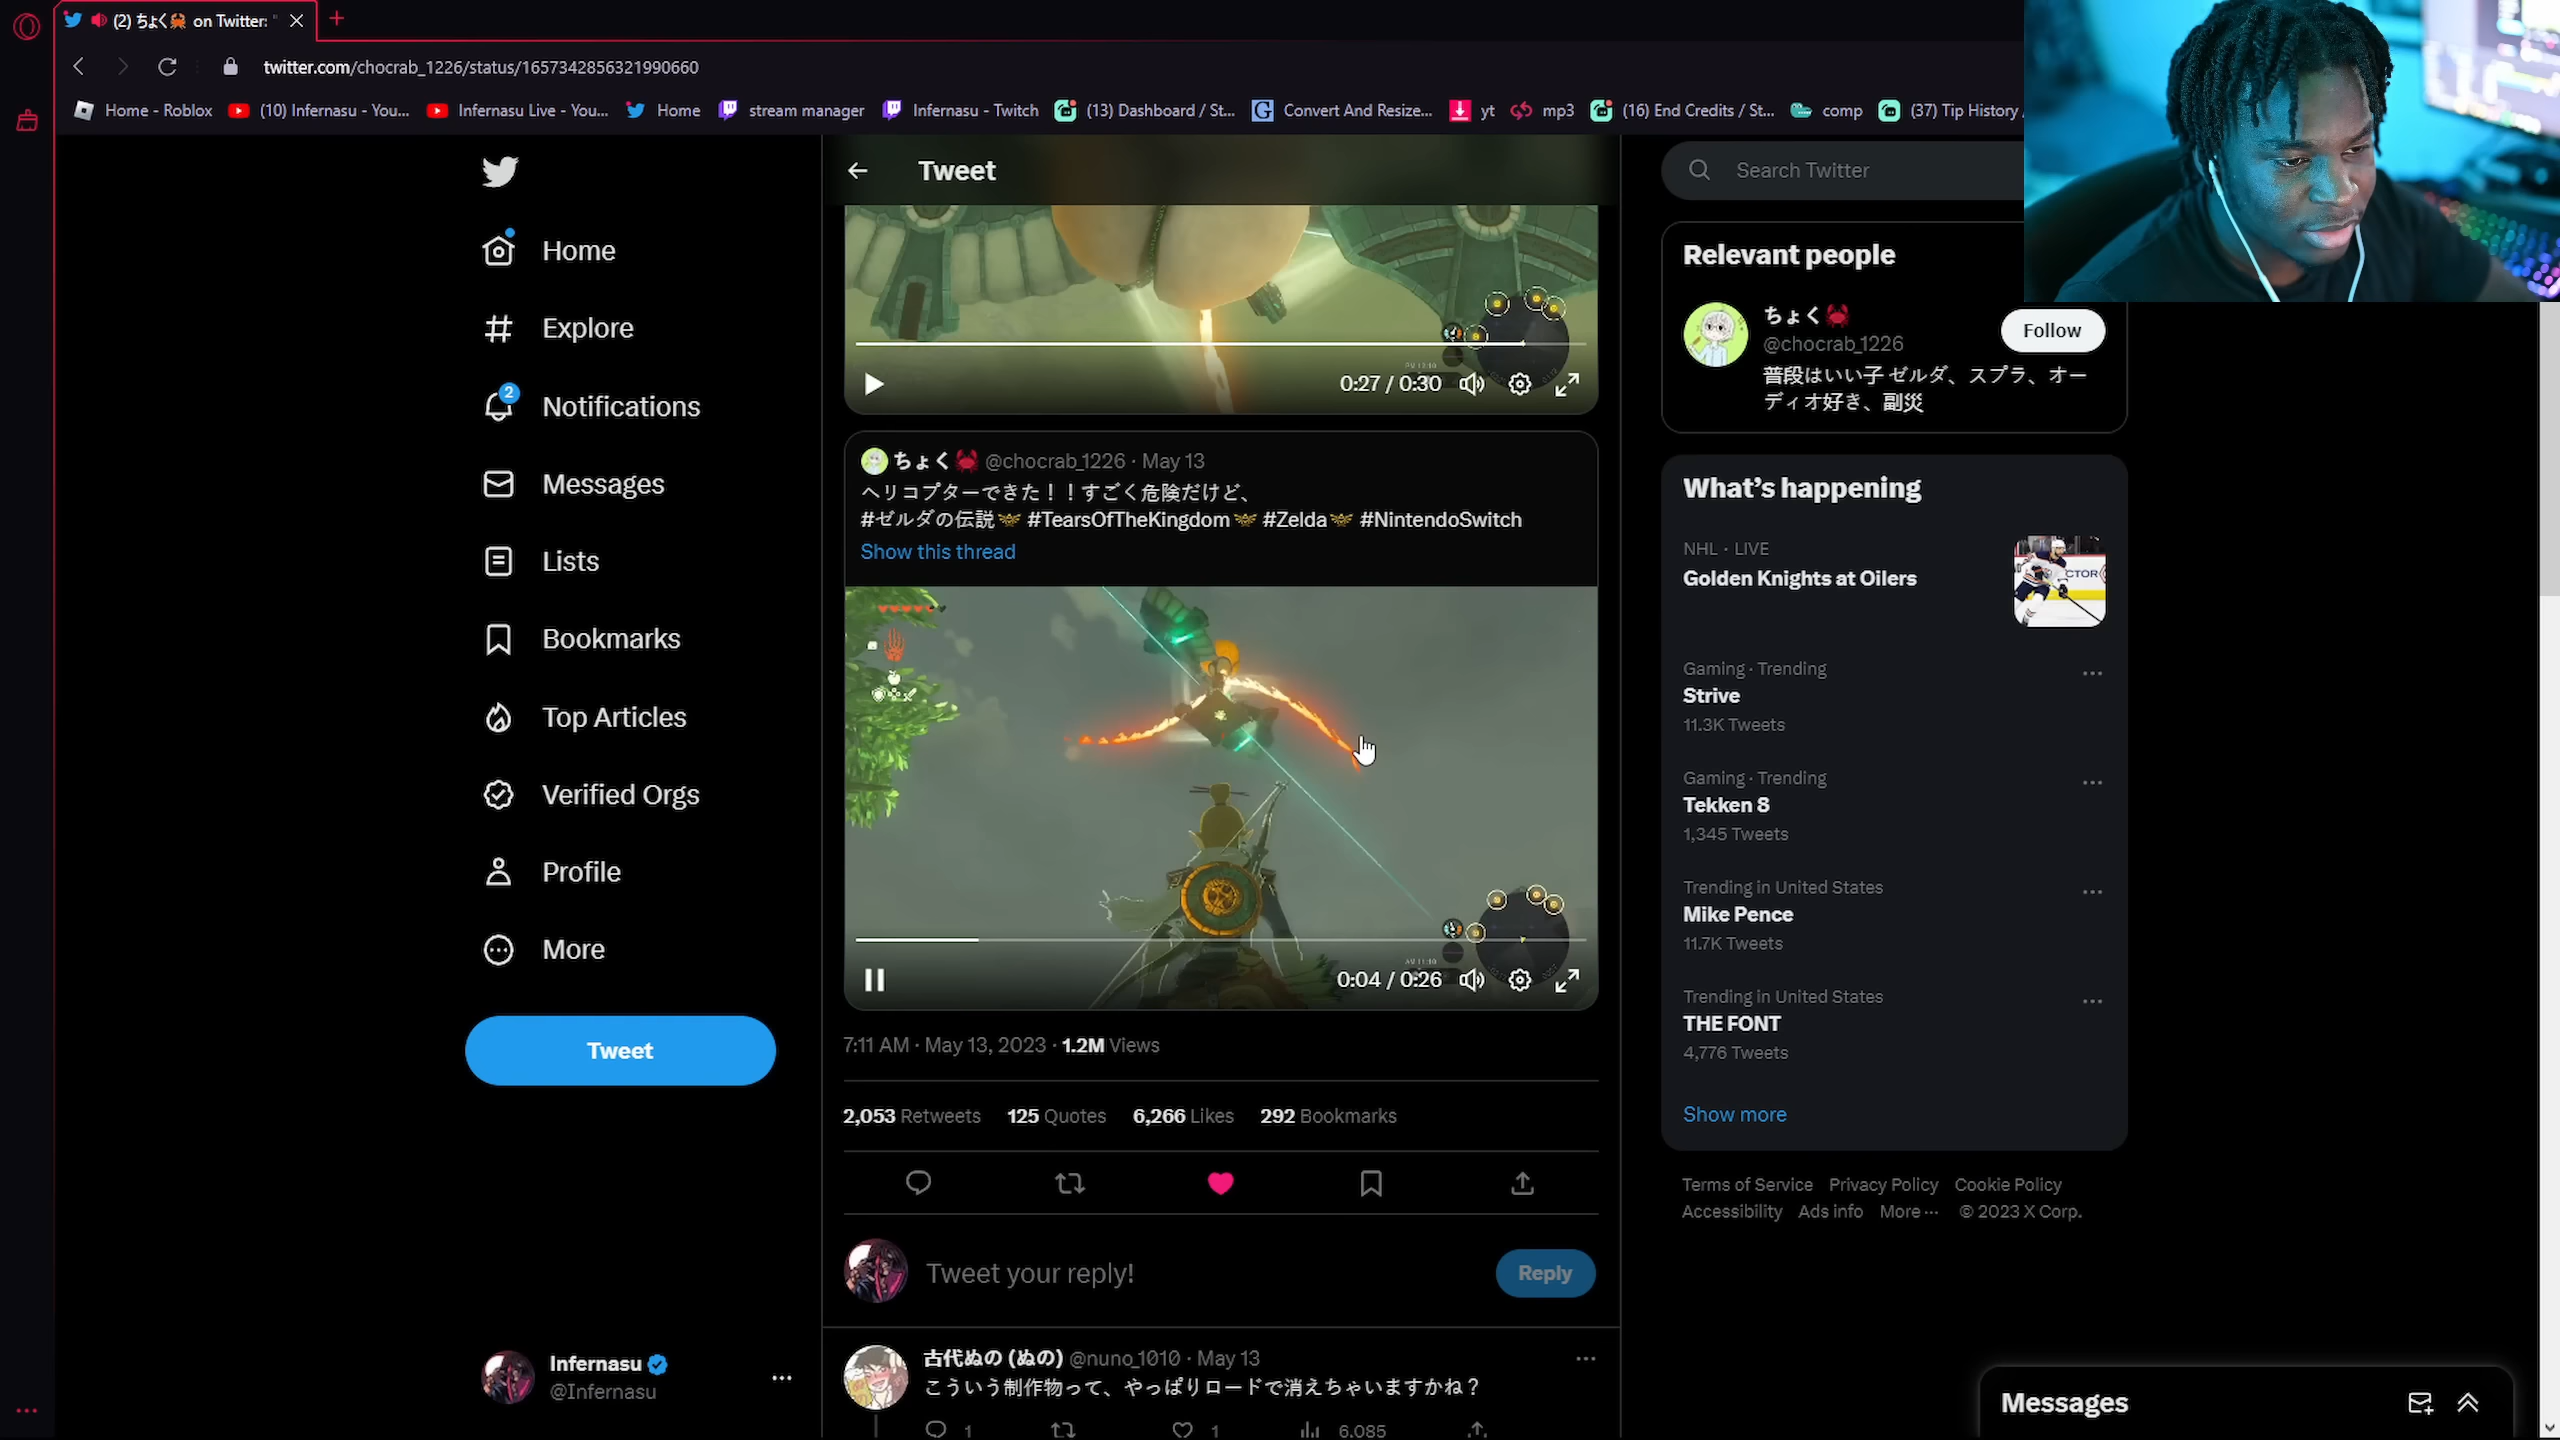 (2) ちょく🦀 on Twitter: "
twitter.com/chocrab_1226/status/1657342856321990660
Home - Roblox
(10) Infernasu - You...
Infernasu Live - You...
Home
stream manager
Infernasu - Twitch
(13) Dashboard / St...
Convert And Resize...
yt
mp3
(16) End Credits / St...
comp
(37) Tip History
Home
Explore
2
Notifications
Messages
Lists
Bookmarks
Top Articles
Verified Orgs
Profile
More
Tweet
Infernasu
@Infernasu
Tweet
0:27 / 0:30
ちょく🦀 @chocrab_1226 · May 13
ヘリコプターできた！！すごく危険だけど、
#ゼルダの伝説 #TearsOfTheKingdom #Zelda #NintendoSwitch
Show this thread
0:04 / 0:26
7:11 AM · May 13, 2023 · 1.2M Views
2,053 Retweets 125 Quotes 6,266 Likes 292 Bookmarks
Tweet your reply!
Reply
古代ぬの (ぬの) @nuno_1010 · May 13
こういう制作物って、やっぱりロードで消えちゃいますかね？
1 1 6,085
Search Twitter
Relevant people
ちょく🦀
@chocrab_1226
Follow
普段はいい子 ゼルダ、スプラ、オー
ディオ好き、副災
What's happening
NHL · LIVE
Golden Knights at Oilers
Gaming · Trending
Strive
11.3K Tweets
Gaming · Trending
Tekken 8
1,345 Tweets
Trending in United States
Mike Pence
11.7K Tweets
Trending in United States
THE FONT
4,776 Tweets
Show more
Terms of Service Privacy Policy Cookie Policy
Accessibility Ads info More ··· © 2023 X Corp.
Messages